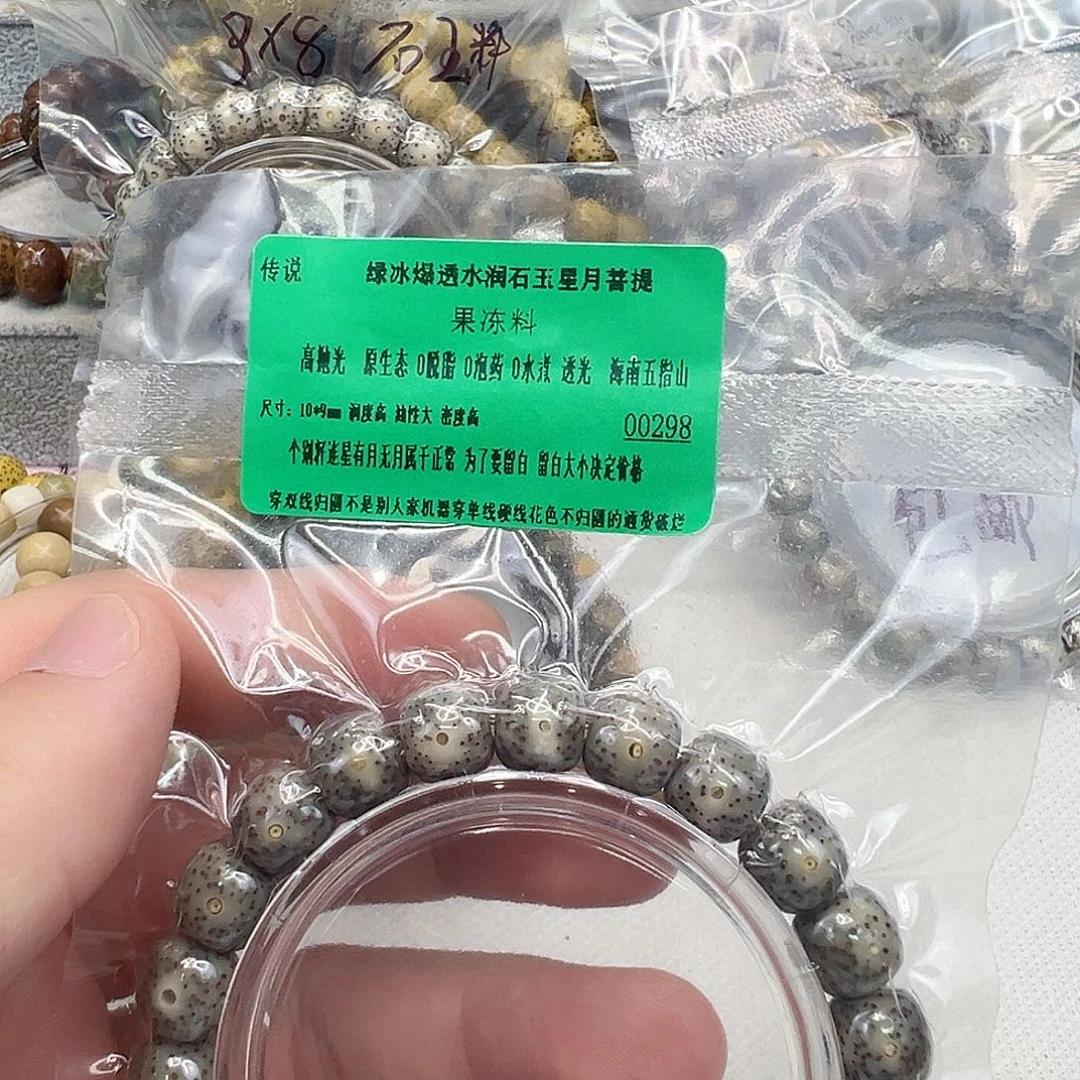 9×8 石玉料
传说 绿冰爆透水润石玉星月菩提
果冻料
高抛光 原生态 0脱脂 0泡药 0水煮 透光 海南五指山
尺寸：10*9mm 润度高 油性大 密度高
00298
个别籽连星有月无月属于正常 为了要留白 留白大小决定价格
穿双线归圆不是别人家机器穿单线硬线花色不归圆的通货破烂
包邮